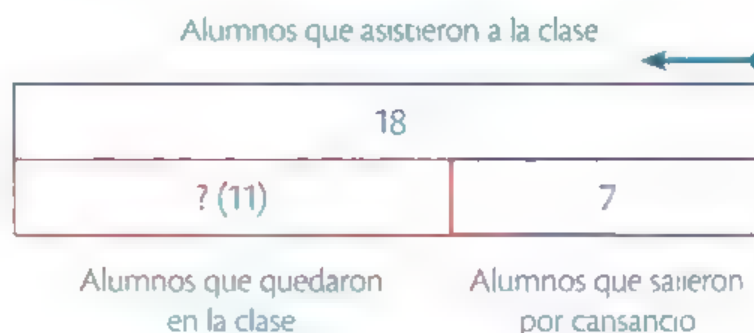 Alumnos que asistieron a la clase
18
? (11)
7
Alumnos que quedaron
en la clase
Alumnos que salieron
por cansancio